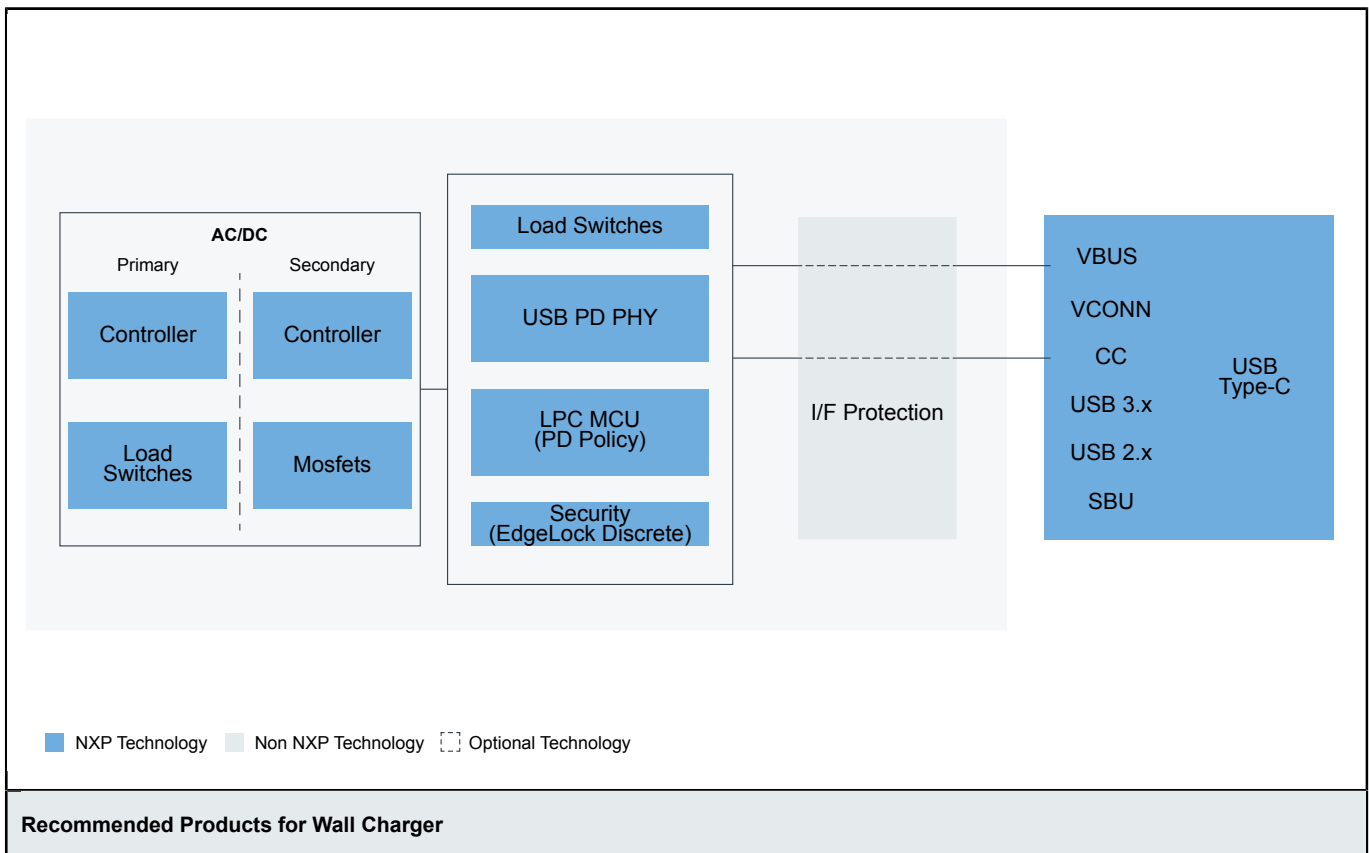 AC/DC
Primary
Secondary
Controller
Controller
Load
Switches
Mosfets
Load Switches
USB PD PHY
LPC MCU
(PD Policy)
Security
(EdgeLock Discrete)
I/F Protection
VBUS
VCONN
CC
USB 3.x
USB 2.x
SBU
USB
Type-C
NXP Technology
Non NXP Technology
Optional Technology
Recommended Products for Wall Charger